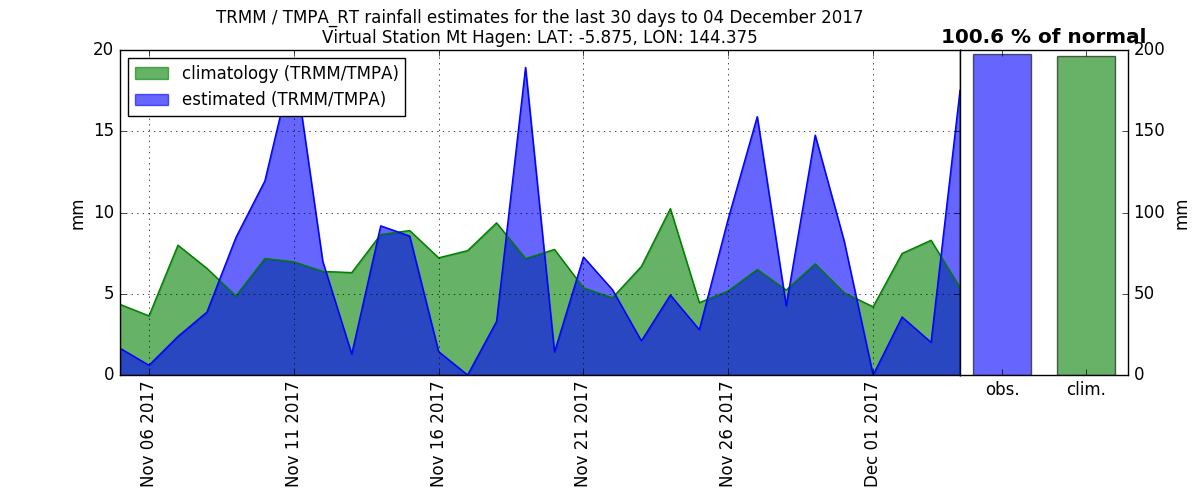 TRMM / TMPA_RT rainfall estimates for the last 30 days to 04 December 2017
Virtual Station Mt Hagen: LAT: -5.875, LON: 144.375
100.6 % of normal
climatology (TRMM/TMPA)
estimated (TRMM/TMPA)
20
15
10
5
0
mm
200
150
100
50
0
mm
Nov 06 2017
Nov 11 2017
Nov 16 2017
Nov 21 2017
Nov 26 2017
Dec 01 2017
obs.
clim.